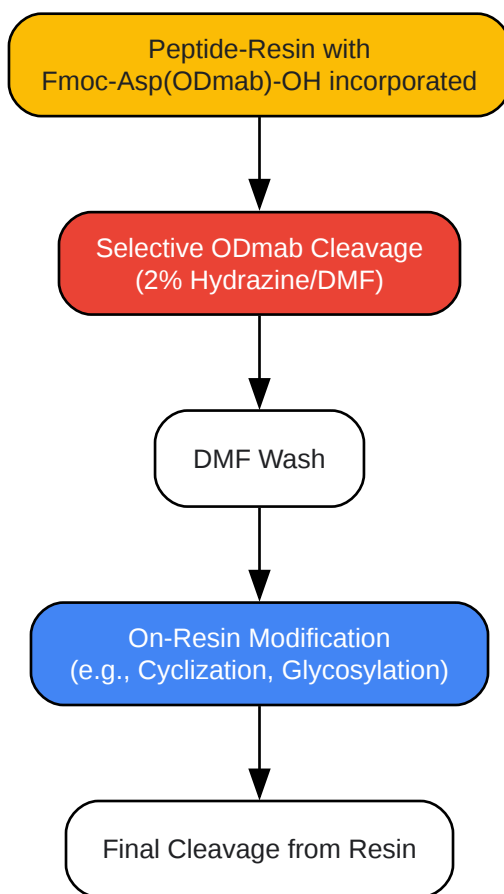 Peptide-Resin with
Fmoc-Asp(ODmab)-OH incorporated
Selective ODmab Cleavage
(2% Hydrazine/DMF)
DMF Wash
On-Resin Modification
(e.g., Cyclization, Glycosylation)
Final Cleavage from Resin